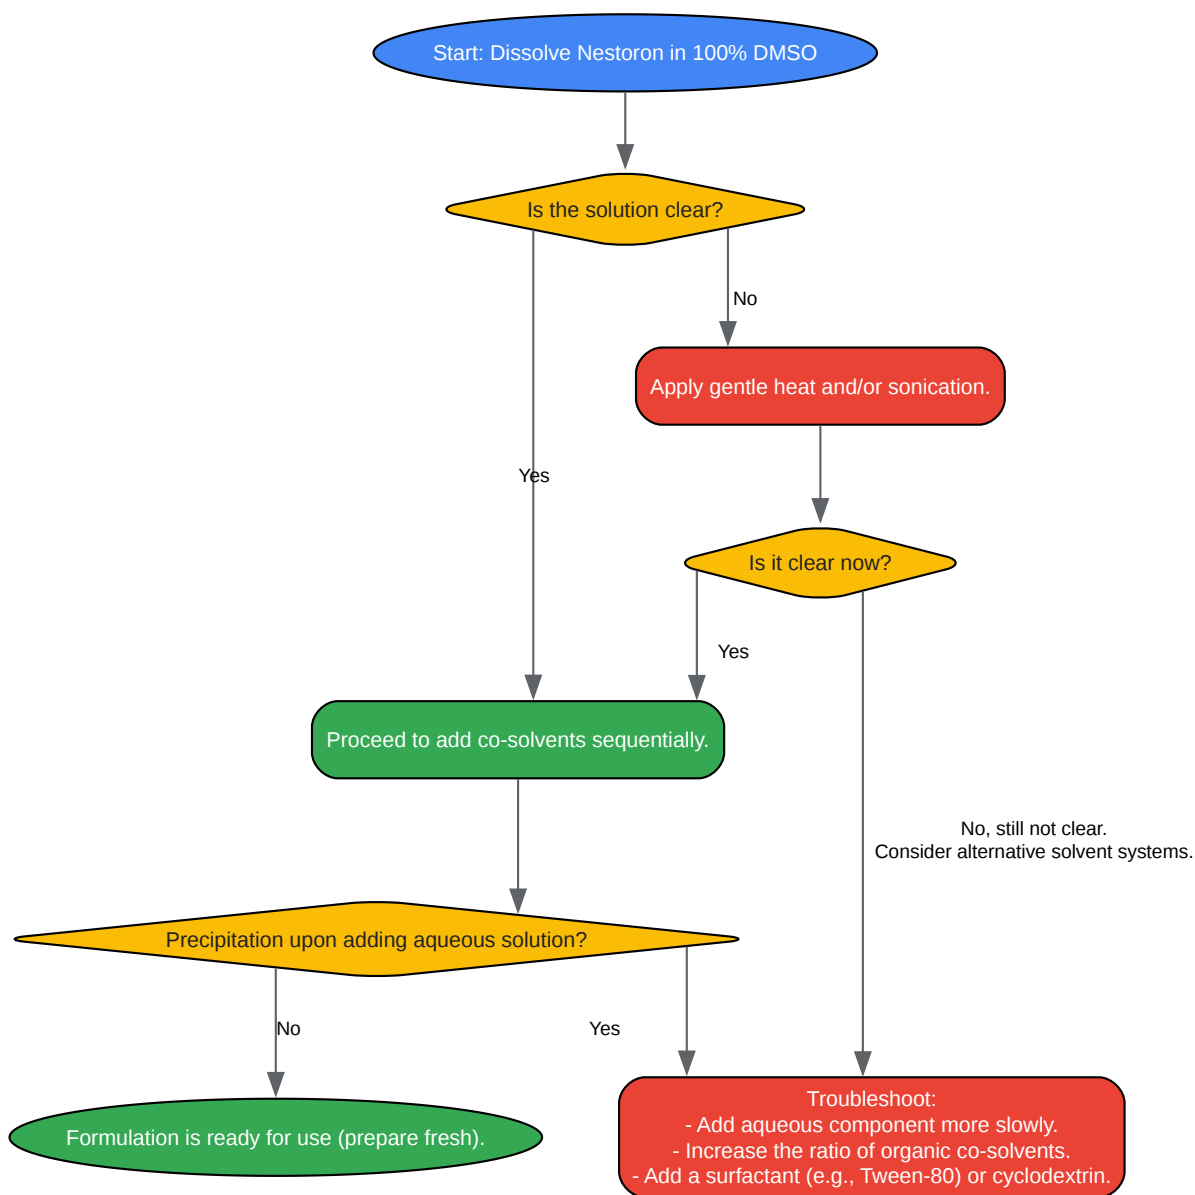 Start: Dissolve Nestoron in 100% DMSO
Is the solution clear?
No
Apply gentle heat and/or sonication.
Yes
Is it clear now?
Yes
Proceed to add co-solvents sequentially.
No, still not clear.
Consider alternative solvent systems.
Precipitation upon adding aqueous solution?
No
Yes
Formulation is ready for use (prepare fresh).
Troubleshoot:
- Add aqueous component more slowly.
- Increase the ratio of organic co-solvents.
- Add a surfactant (e.g., Tween-80) or cyclodextrin.